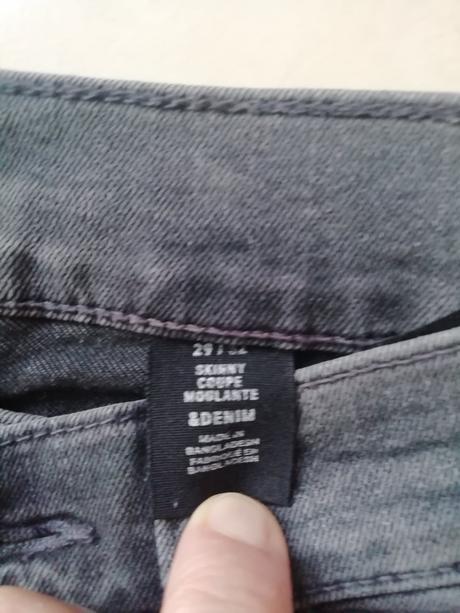 29 / 32
SKINNY
COUPE
MOULANTE
&DENIM
MADE IN
BANGLADESH
FABRIQUÉ EN
BANGLADESH